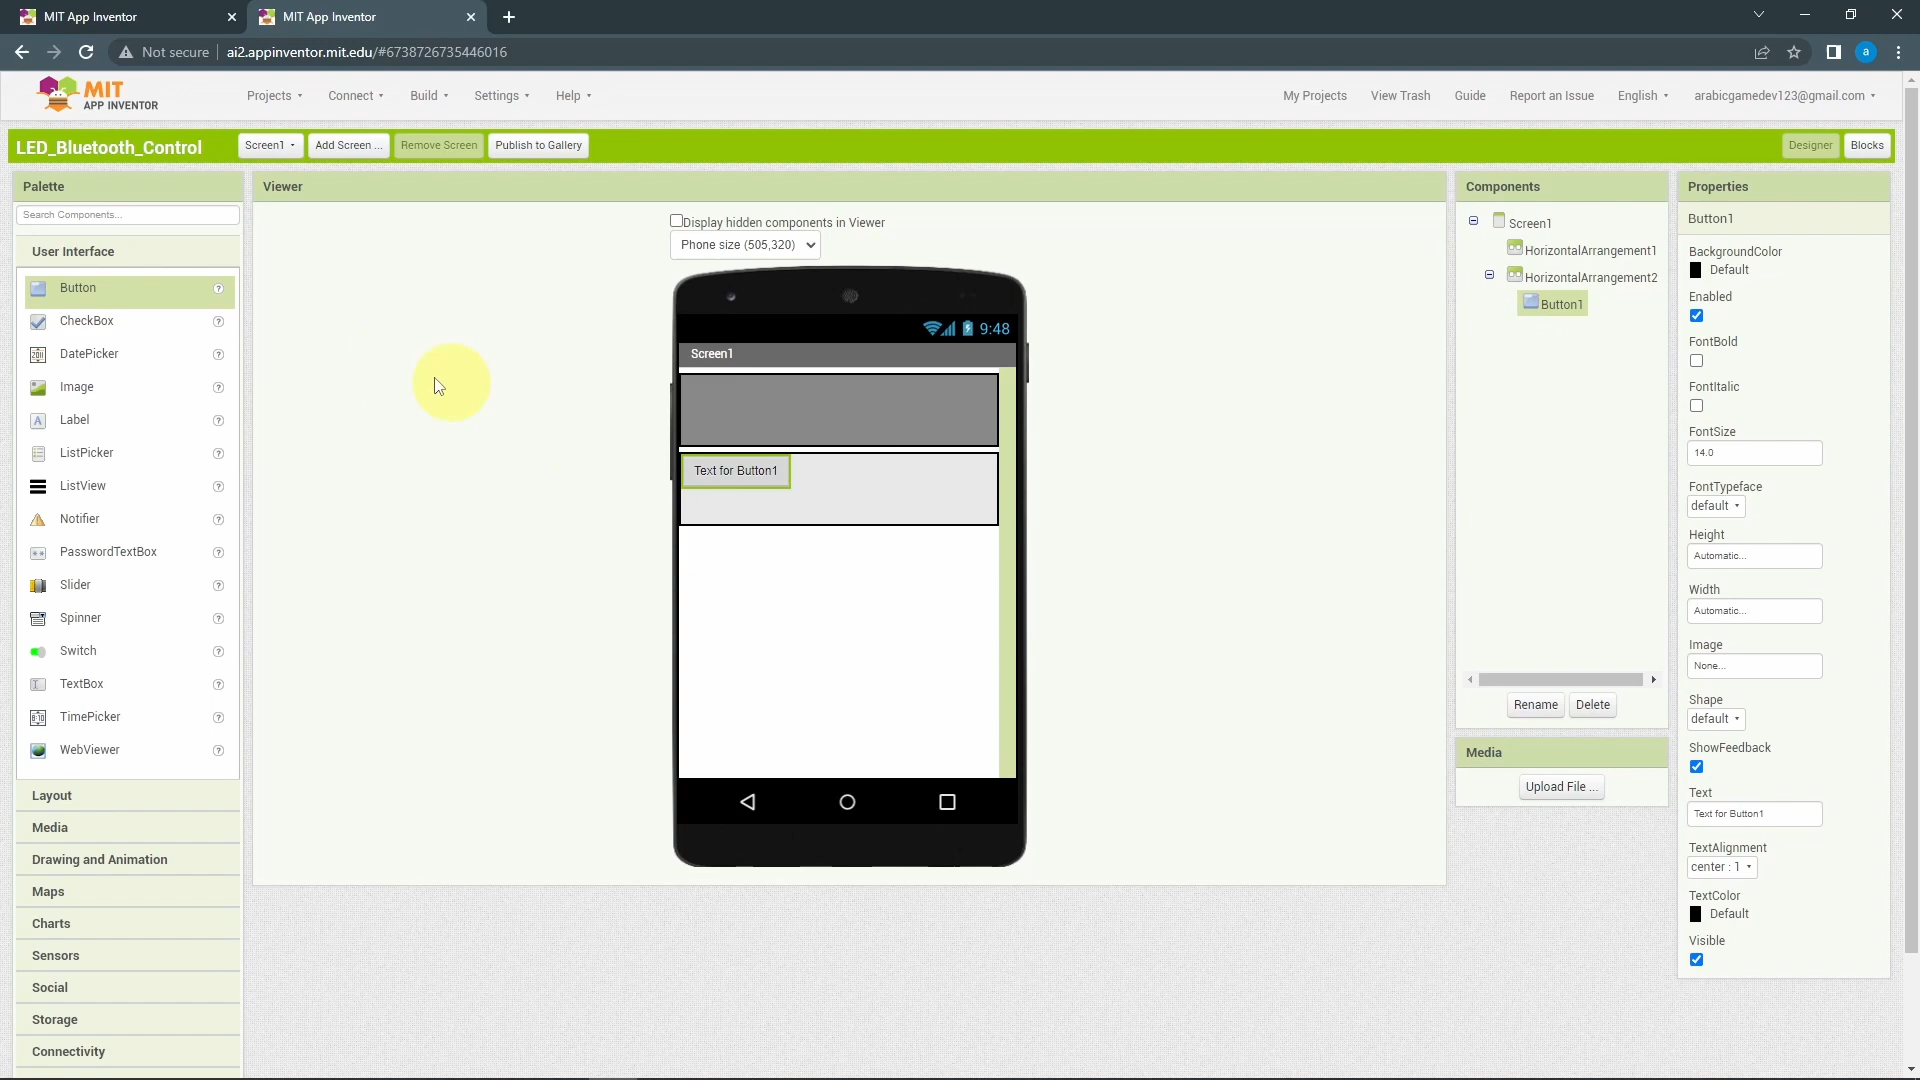 MIT App Inventor
MIT App Inventor
Not secure
ai2.appinventor.mit.edu/#6738726735446016
a
MIT
APP INVENTOR
Projects
Connect
Build
Settings
Help
My Projects
View Trash
Guide
Report an Issue
English
arabicgamedev123@gmail.com
LED_Bluetooth_Control
Screen1
Add Screen ...
Remove Screen
Publish to Gallery
Designer
Blocks
Palette
Search Components...
User Interface
Button
?
CheckBox
?
DatePicker
?
Image
?
Label
?
ListPicker
?
ListView
?
Notifier
?
PasswordTextBox
?
Slider
?
Spinner
?
Switch
?
TextBox
?
TimePicker
?
WebViewer
?
Layout
Media
Drawing and Animation
Maps
Charts
Sensors
Social
Storage
Connectivity
Viewer
Display hidden components in Viewer
Phone size (505,320)
9:48
Screen1
Text for Button1
Components
Screen1
HorizontalArrangement1
HorizontalArrangement2
Button1
Rename
Delete
Media
Upload File ...
Properties
Button1
BackgroundColor
Default
Enabled
FontBold
FontItalic
FontSize
14.0
FontTypeface
default
Height
Automatic...
Width
Automatic...
Image
None...
Shape
default
ShowFeedback
Text
Text for Button1
TextAlignment
center : 1
TextColor
Default
Visible